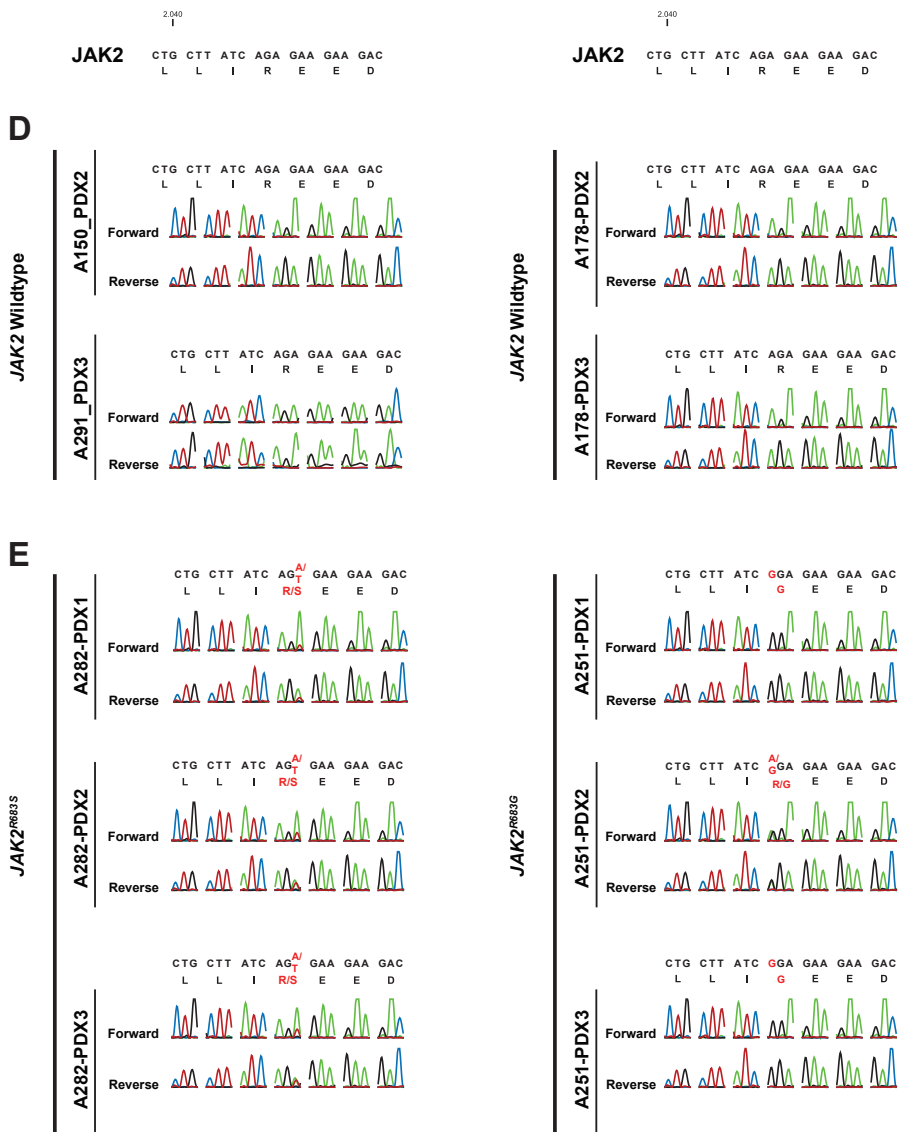 2.040
JAK2 CTG CTT ATC AGA GAA GAA GAC
L L I R E E D
2.040
JAK2 CTG CTT ATC AGA GAA GAA GAC
L L I R E E D
D
JAK2 Wildtype
A150_PDX2
CTG CTT ATC AGA GAA GAA GAC
L L I R E E D
Forward
Reverse
A291_PDX3
CTG CTT ATC AGA GAA GAA GAC
L L I R E E D
Forward
Reverse
JAK2 Wildtype
A178-PDX2
CTG CTT ATC AGA GAA GAA GAC
L L I R E E D
Forward
Reverse
A178-PDX3
CTG CTT ATC AGA GAA GAA GAC
L L I R E E D
Forward
Reverse
E
JAK2R683S
A282-PDX1
CTG CTT ATC AGA/T GAA GAA GAC
L L I R/S E E D
Forward
Reverse
A282-PDX2
CTG CTT ATC AGA/T GAA GAA GAC
L L I R/S E E D
Forward
Reverse
A282-PDX3
CTG CTT ATC AGA/T GAA GAA GAC
L L I R/S E E D
Forward
Reverse
JAK2R683G
A251-PDX1
CTG CTT ATC GGA GAA GAA GAC
L L I G E E D
Forward
Reverse
A251-PDX2
CTG CTT ATC A/GGA GAA GAA GAC
L L I R/G E E D
Forward
Reverse
A251-PDX3
CTG CTT ATC GGA GAA GAA GAC
L L I G E E D
Forward
Reverse